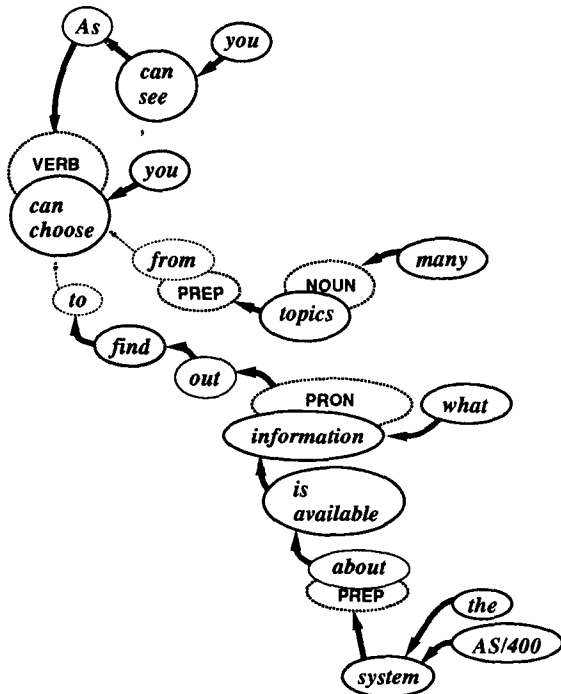 As
you
can
see
,
VERB
you
can
choose
from
many
PREP
NOUN
topics
to
find
out
PRON
what
information
is
available
about
PREP
the
AS/400
system